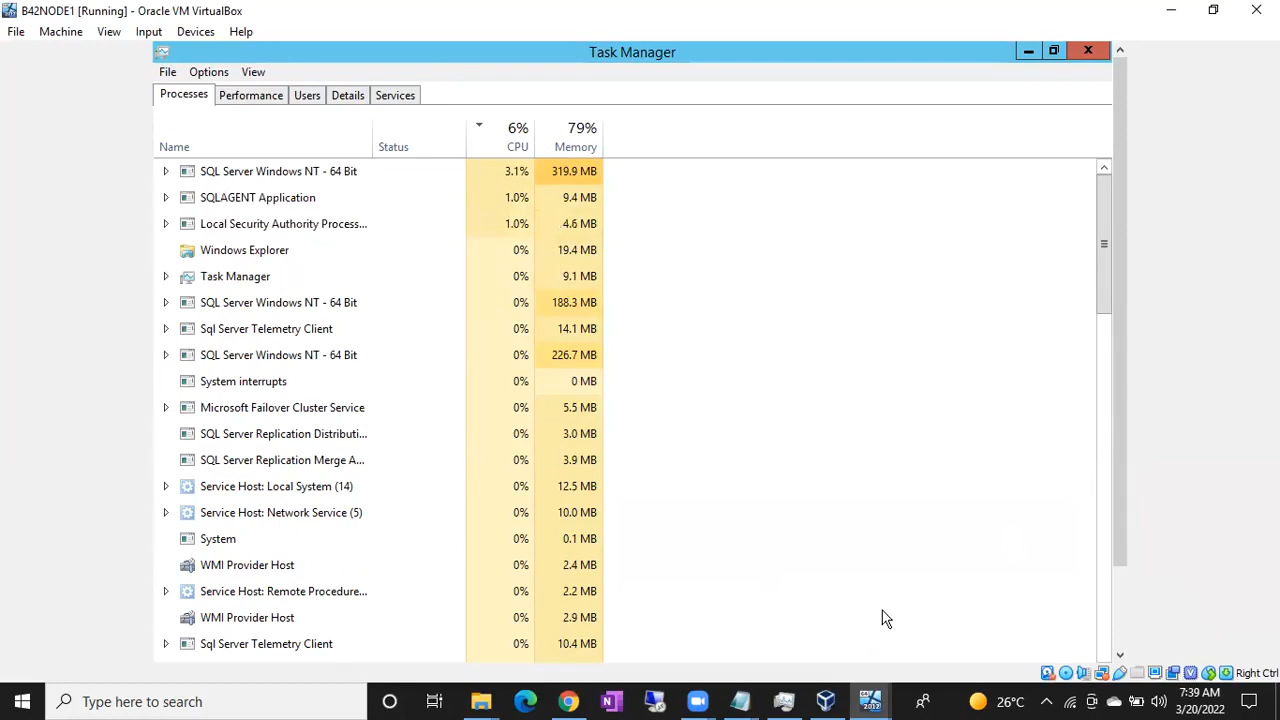 B42NODE1 [Running] - Oracle VM VirtualBox
File Machine View Input Devices Help
Task Manager
File Options View
Processes Performance Users Details Services
6% 79%
Name Status CPU Memory
SQL Server Windows NT - 64 Bit 3.1% 319.9 MB
SQLAGENT Application 1.0% 9.4 MB
Local Security Authority Process... 1.0% 4.6 MB
Windows Explorer 0% 19.4 MB
Task Manager 0% 9.1 MB
SQL Server Windows NT - 64 Bit 0% 188.3 MB
Sql Server Telemetry Client 0% 14.1 MB
SQL Server Windows NT - 64 Bit 0% 226.7 MB
System interrupts 0% 0 MB
Microsoft Failover Cluster Service 0% 5.5 MB
SQL Server Replication Distributi... 0% 3.0 MB
SQL Server Replication Merge A... 0% 3.9 MB
Service Host: Local System (14) 0% 12.5 MB
Service Host: Network Service (5) 0% 10.0 MB
System 0% 0.1 MB
WMI Provider Host 0% 2.4 MB
Service Host: Remote Procedure... 0% 2.2 MB
WMI Provider Host 0% 2.9 MB
Sql Server Telemetry Client 0% 10.4 MB
Right Ctrl
Type here to search
26°C
7:39 AM
3/20/2022